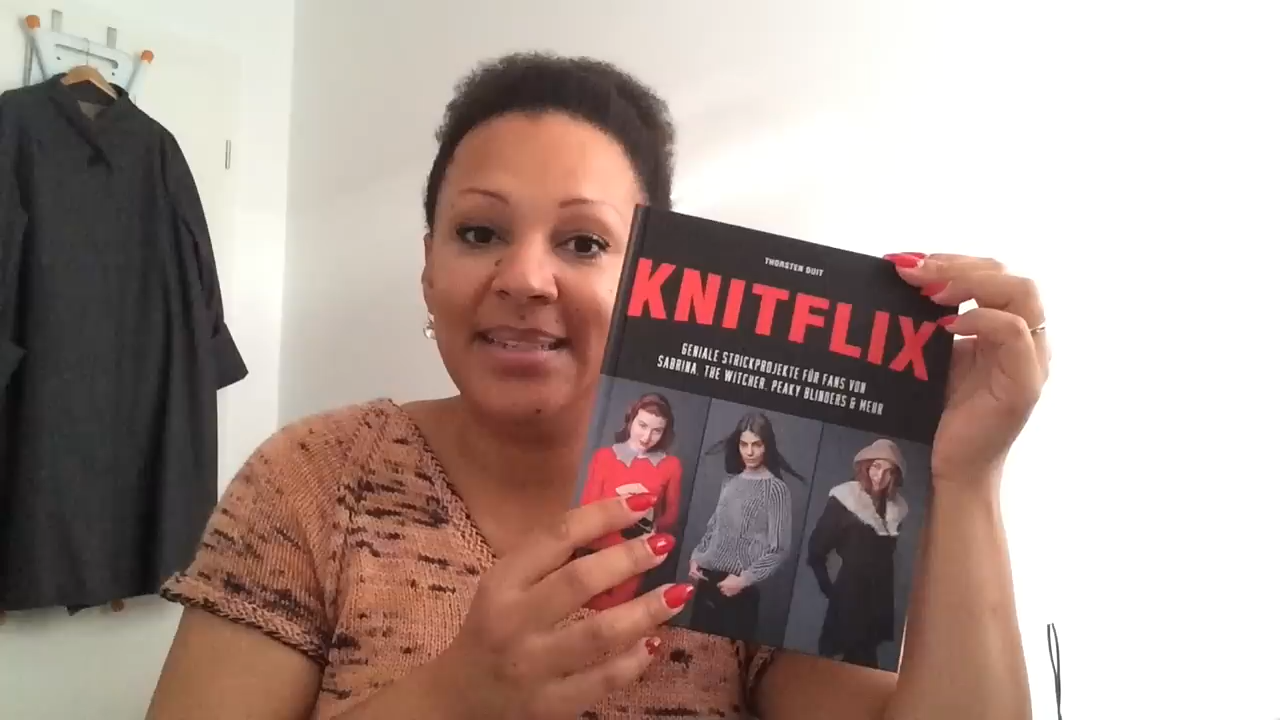 THORSTEN DUIT
KNITFLIX
GENIALE STRICKPROJEKTE FÜR FANS VON
SABRINA, THE WITCHER, PEAKY BLINDERS & MEHR